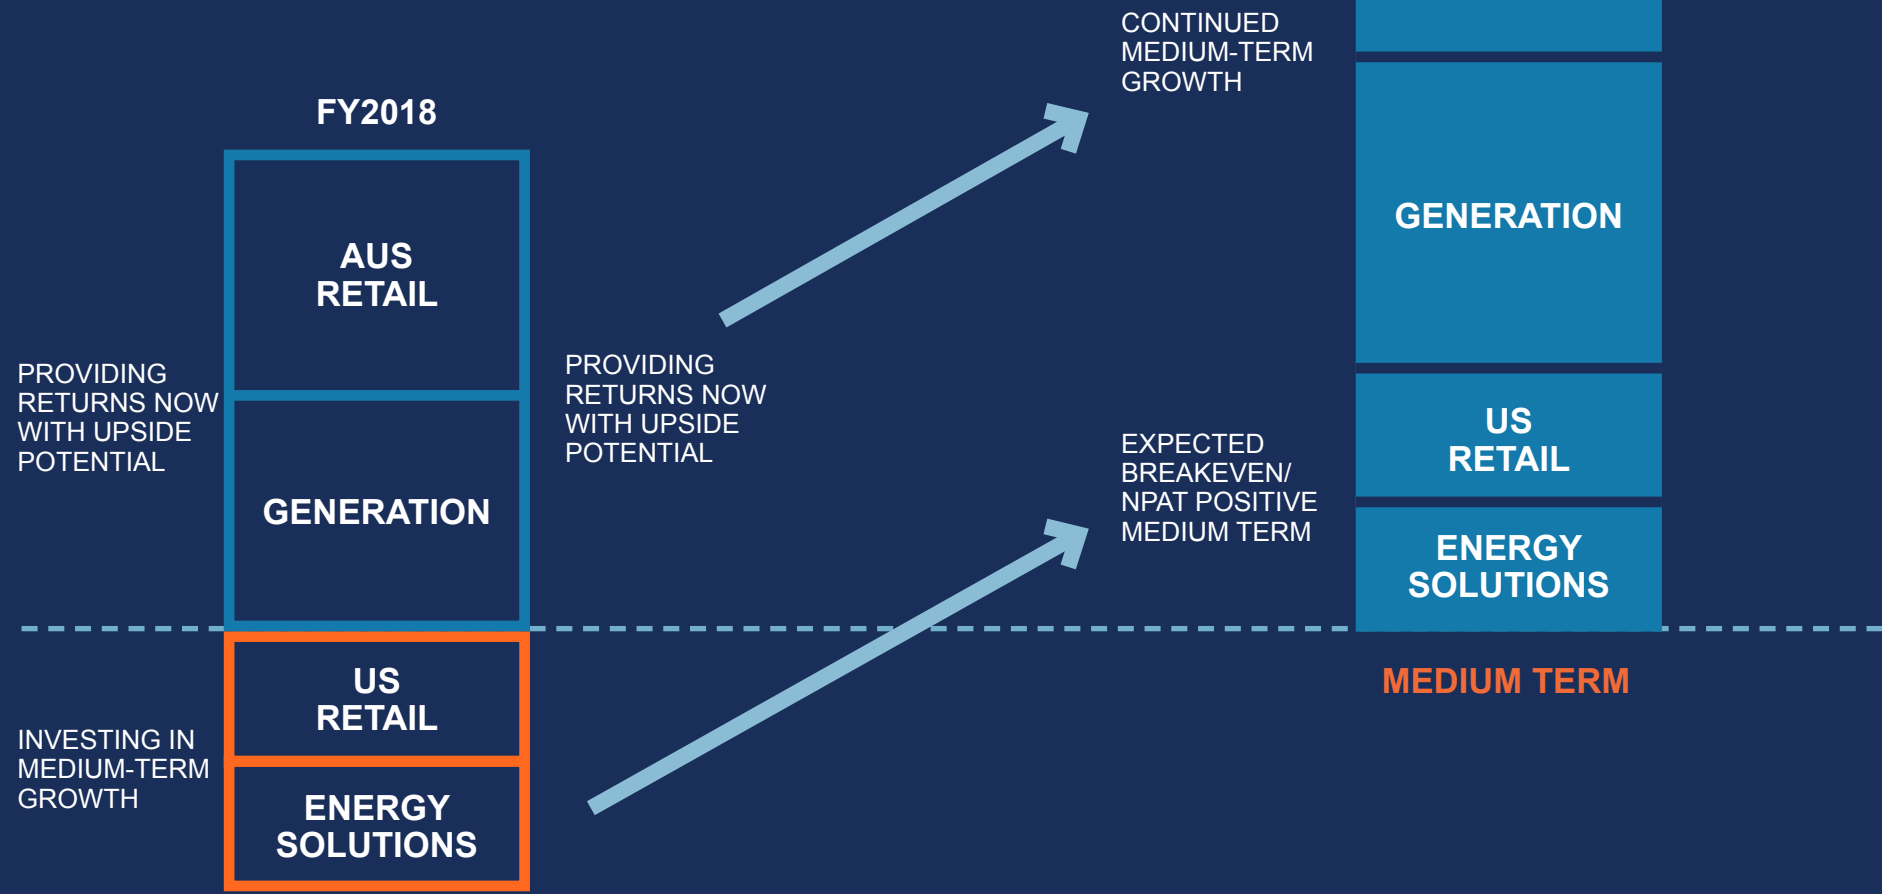 FY2018
PROVIDING
RETURNS NOW
WITH UPSIDE
POTENTIAL
AUS
RETAIL
GENERATION
INVESTING IN
MEDIUM-TERM
GROWTH
US
RETAIL
ENERGY
SOLUTIONS
PROVIDING
RETURNS NOW
WITH UPSIDE
POTENTIAL
CONTINUED
MEDIUM-TERM
GROWTH
EXPECTED
BREAKEVEN/
NPAT POSITIVE
MEDIUM TERM
GENERATION
US
RETAIL
ENERGY
SOLUTIONS
MEDIUM TERM